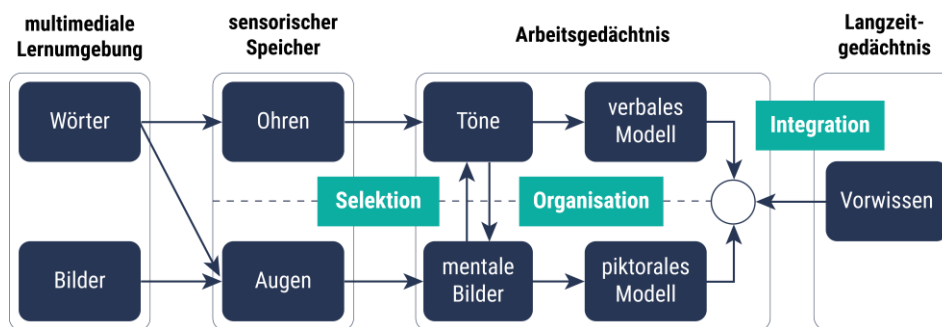 multimediale
Lernumgebung
sensorischer
Speicher
Arbeitsgedächtnis
Langzeit-
gedächtnis
Wörter
Ohren
Töne
verbales
Modell
Integration
Selektion
Organisation
Vorwissen
Bilder
Augen
mentale
Bilder
piktorales
Modell